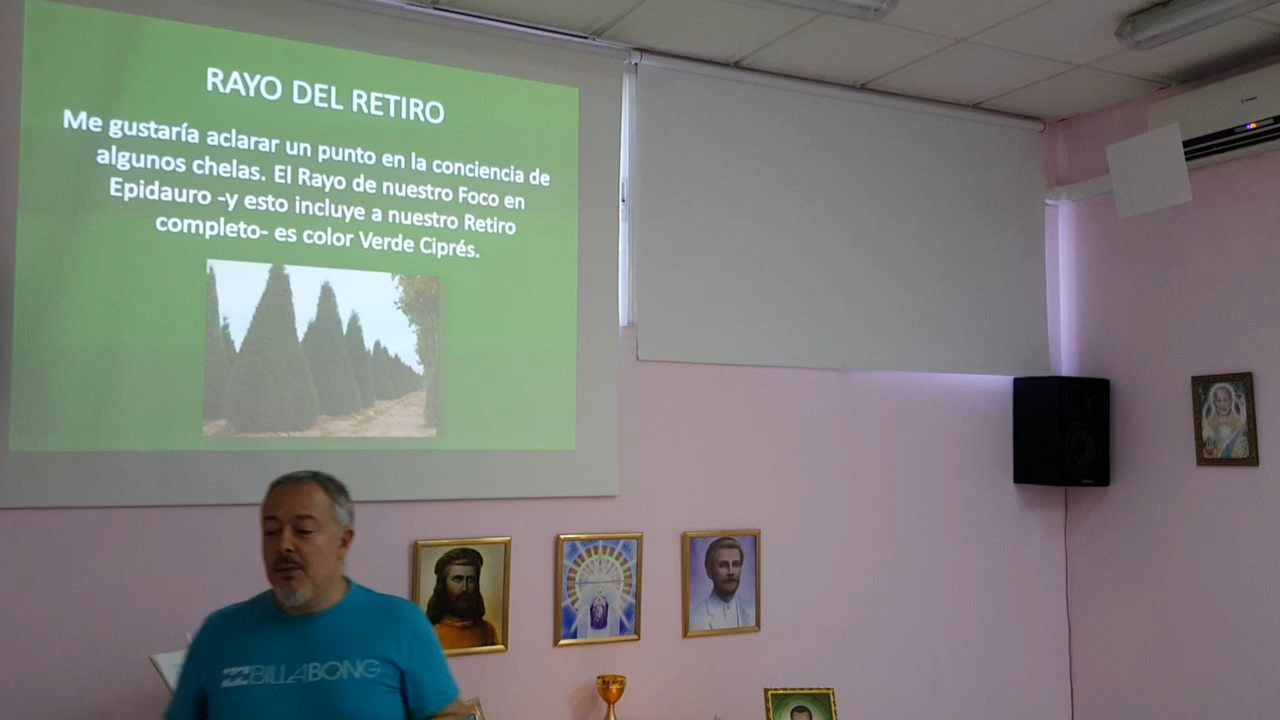 RAYO DEL RETIRO
Me gustaría aclarar un punto en la conciencia de
algunos chelas. El Rayo de nuestro Foco en
Epidauro -y esto incluye a nuestro Retiro
completo- es color Verde Ciprés.
BILLABONG